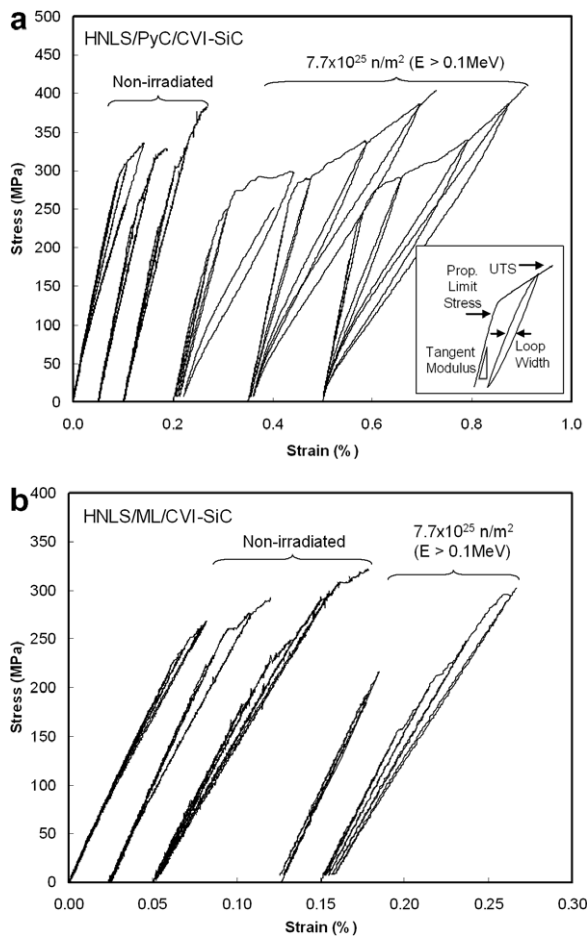 a
HNLS/PyC/CVI-SiC
Non-irradiated
7.7x10²⁵ n/m² (E > 0.1MeV)
500
450
400
350
300
250
200
150
100
50
0
Stress (MPa)
Prop.
Limit
Stress
UTS
Tangent
Modulus
Loop
Width
0.0 0.2 0.4 0.6 0.8 1.0
Strain (%)
b
HNLS/ML/CVI-SiC
Non-irradiated
7.7x10²⁵ n/m²
(E > 0.1MeV)
400
350
300
250
200
150
100
50
0
Stress (MPa)
0.00 0.05 0.10 0.15 0.20 0.25 0.30
Strain (%)